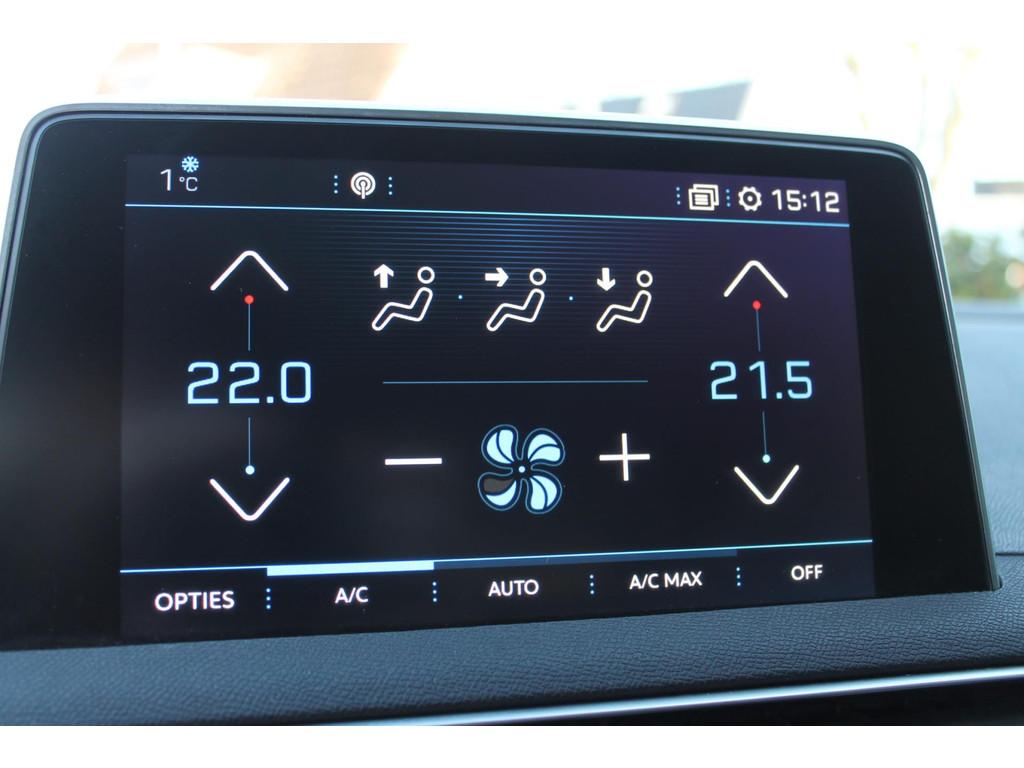 1°C
15:12
22.0
21.5
OPTIES A/C AUTO A/C MAX OFF